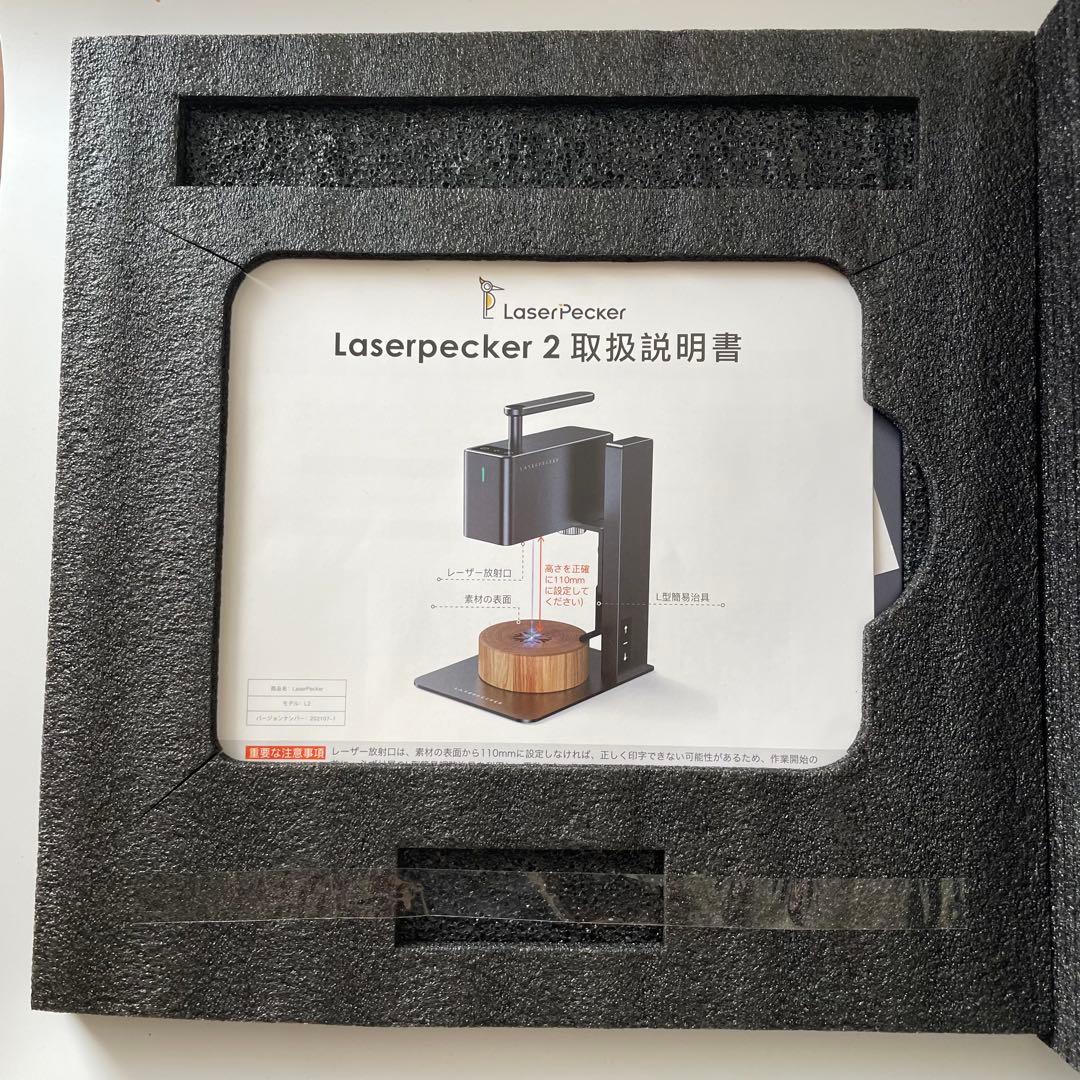 LaserPecker
Laserpecker 2 取扱説明書
LASERPECKER
レーザー放射口
素材の表面
高さを正確
に110mm
に設定して
ください)
L型簡易治具
LASERPECKER
商品名：LaserPecker
モデル：L2
バージョンナンバー：202107-1
重要な注意事項 レーザー放射口は、素材の表面から110mmに設定しなければ、正しく印字できない可能性があるため、作業開始の